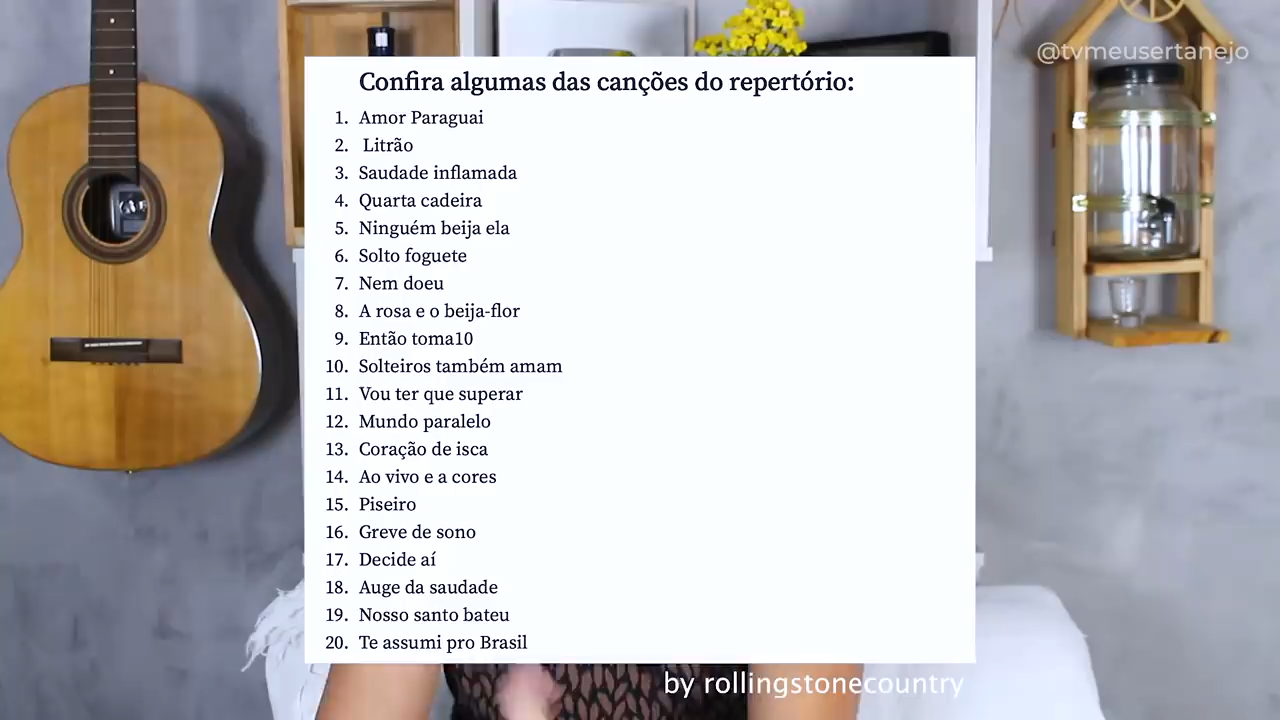 @tvmeusertanejo
Confira algumas das canções do repertório:
1. Amor Paraguai
2. Litrão
3. Saudade inflamada
4. Quarta cadeira
5. Ninguém beija ela
6. Solto foguete
7. Nem doeu
8. A rosa e o beija-flor
9. Então toma10
10. Solteiros também amam
11. Vou ter que superar
12. Mundo paralelo
13. Coração de isca
14. Ao vivo e a cores
15. Piseiro
16. Greve de sono
17. Decide aí
18. Auge da saudade
19. Nosso santo bateu
20. Te assumi pro Brasil
by rollingstonecountry